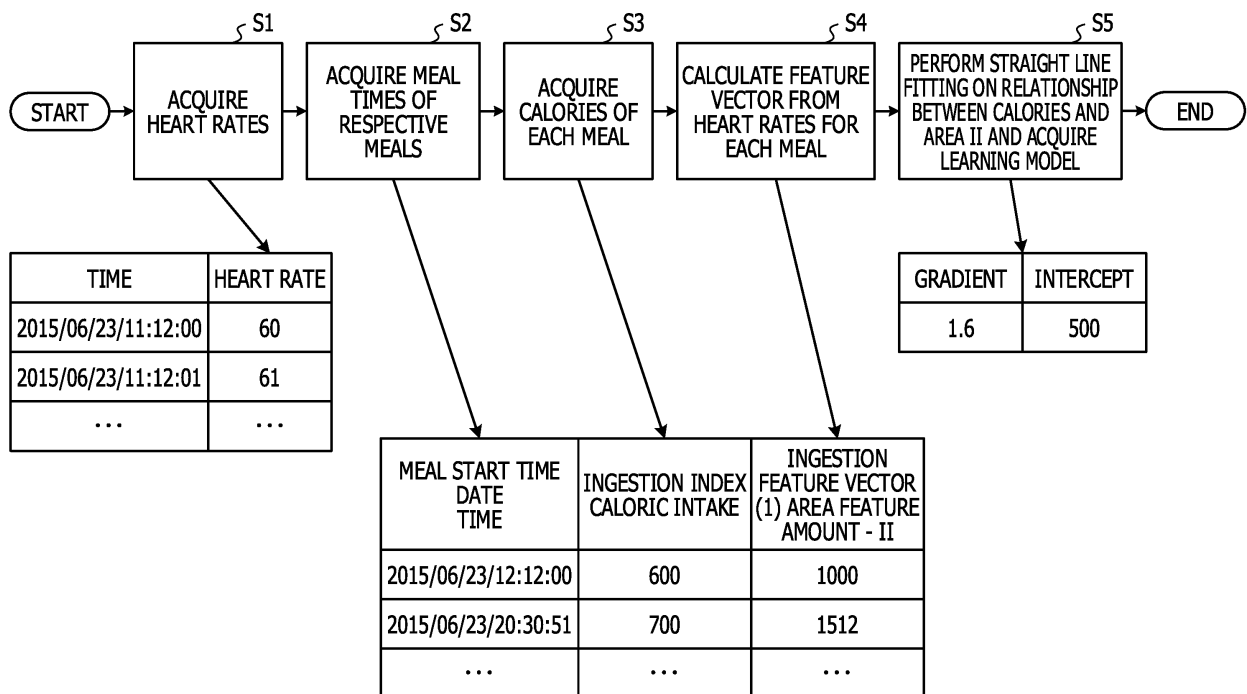 S1
S2
S3
S4
S5
START
ACQUIRE
HEART RATES
ACQUIRE MEAL
TIMES OF
RESPECTIVE
MEALS
ACQUIRE
CALORIES
OF EACH MEAL
CALCULATE FEATURE
VECTOR FROM
HEART RATES FOR
EACH MEAL
PERFORM STRAIGHT LINE
FITTING ON RELATIONSHIP
BETWEEN CALORIES AND
AREA II AND ACQUIRE
LEARNING MODEL
END
TIME HEART RATE
2015/06/23/11:12:00 60
2015/06/23/11:12:01 61
... ...
GRADIENT INTERCEPT
1.6 500
MEAL START TIME
DATE
TIME
INGESTION INDEX
CALORIC INTAKE
INGESTION
FEATURE VECTOR
(1) AREA FEATURE
AMOUNT - II
2015/06/23/12:12:00 600 1000
2015/06/23/20:30:51 700 1512
... ... ...